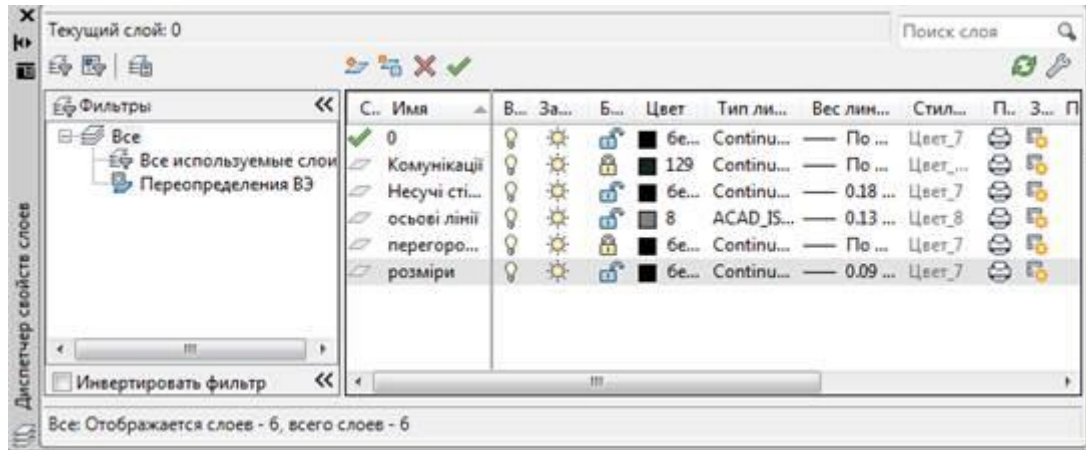 Текущий слой: 0
Поиск слоя
Фильтры
Все
Все используемые слои
Переопределения ВЭ
Инвертировать фильтр
С.. Имя В... За... Б... Цвет Тип ли... Вес лин... Стил... П.. З... П
0 бе... Continu... По ... Цвет_7
Комунікації 129 Continu... По ... Цвет_...
Несучі сті... бе... Continu... 0.18 ... Цвет_7
осьові лінії 8 ACAD_IS... 0.13 ... Цвет_8
перегоро... бе... Continu... По ... Цвет_7
розміри бе... Continu... 0.09 ... Цвет_7
Все: Отображается слоев - 6, всего слоев - 6
Диспетчер свойств слоев